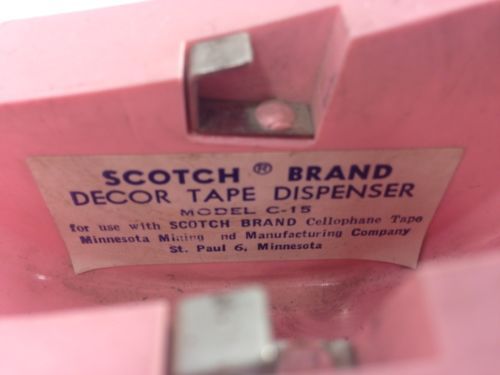 SCOTCH ® BRAND
DECOR TAPE DISPENSER
MODEL C-15
for use with SCOTCH BRAND Cellophane Tape
Minnesota Mining nd Manufacturing Company
St. Paul 6, Minnesota